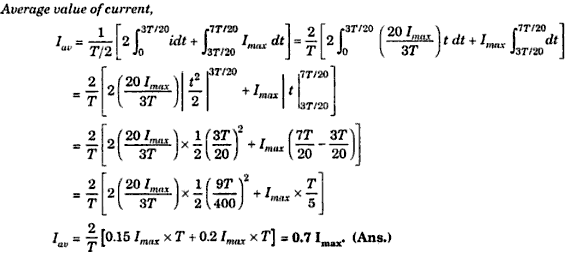 Average value of current,
I_av = 1/(T/2) [2 ∫_0^{3T/20} idt + ∫_{3T/20}^{7T/20} I_max dt] = 2/T [2 ∫_0^{3T/20} (20 I_max/3T) t dt + I_max ∫_{3T/20}^{7T/20} dt]
= 2/T [2 (20 I_max/3T) |t²/2|^{3T/20} + I_max |t|_{3T/20}^{7T/20}]
= 2/T [2 (20 I_max/3T) × 1/2 (3T/20)² + I_max (7T/20 − 3T/20)]
= 2/T [2 (20 I_max/3T) × 1/2 (9T/400)² + I_max × T/5]
I_av = 2/T [0.15 I_max × T + 0.2 I_max × T] = 0.7 I_max. (Ans.)